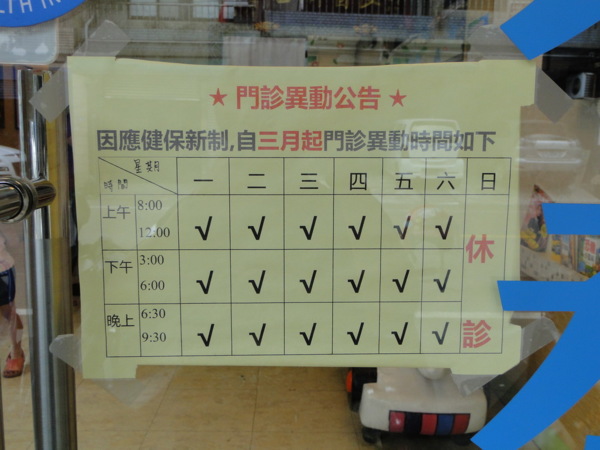 LTH IN
★ 門診異動公告 ★
因應健保新制,自三月起門診異動時間如下
星期 一 二 三 四 五 六 日
時間
上午 8:00
12:00 √ √ √ √ √ √ 休
下午 3:00
6:00 √ √ √ √ √ √
晚上 6:30
9:30 √ √ √ √ √ √ 診